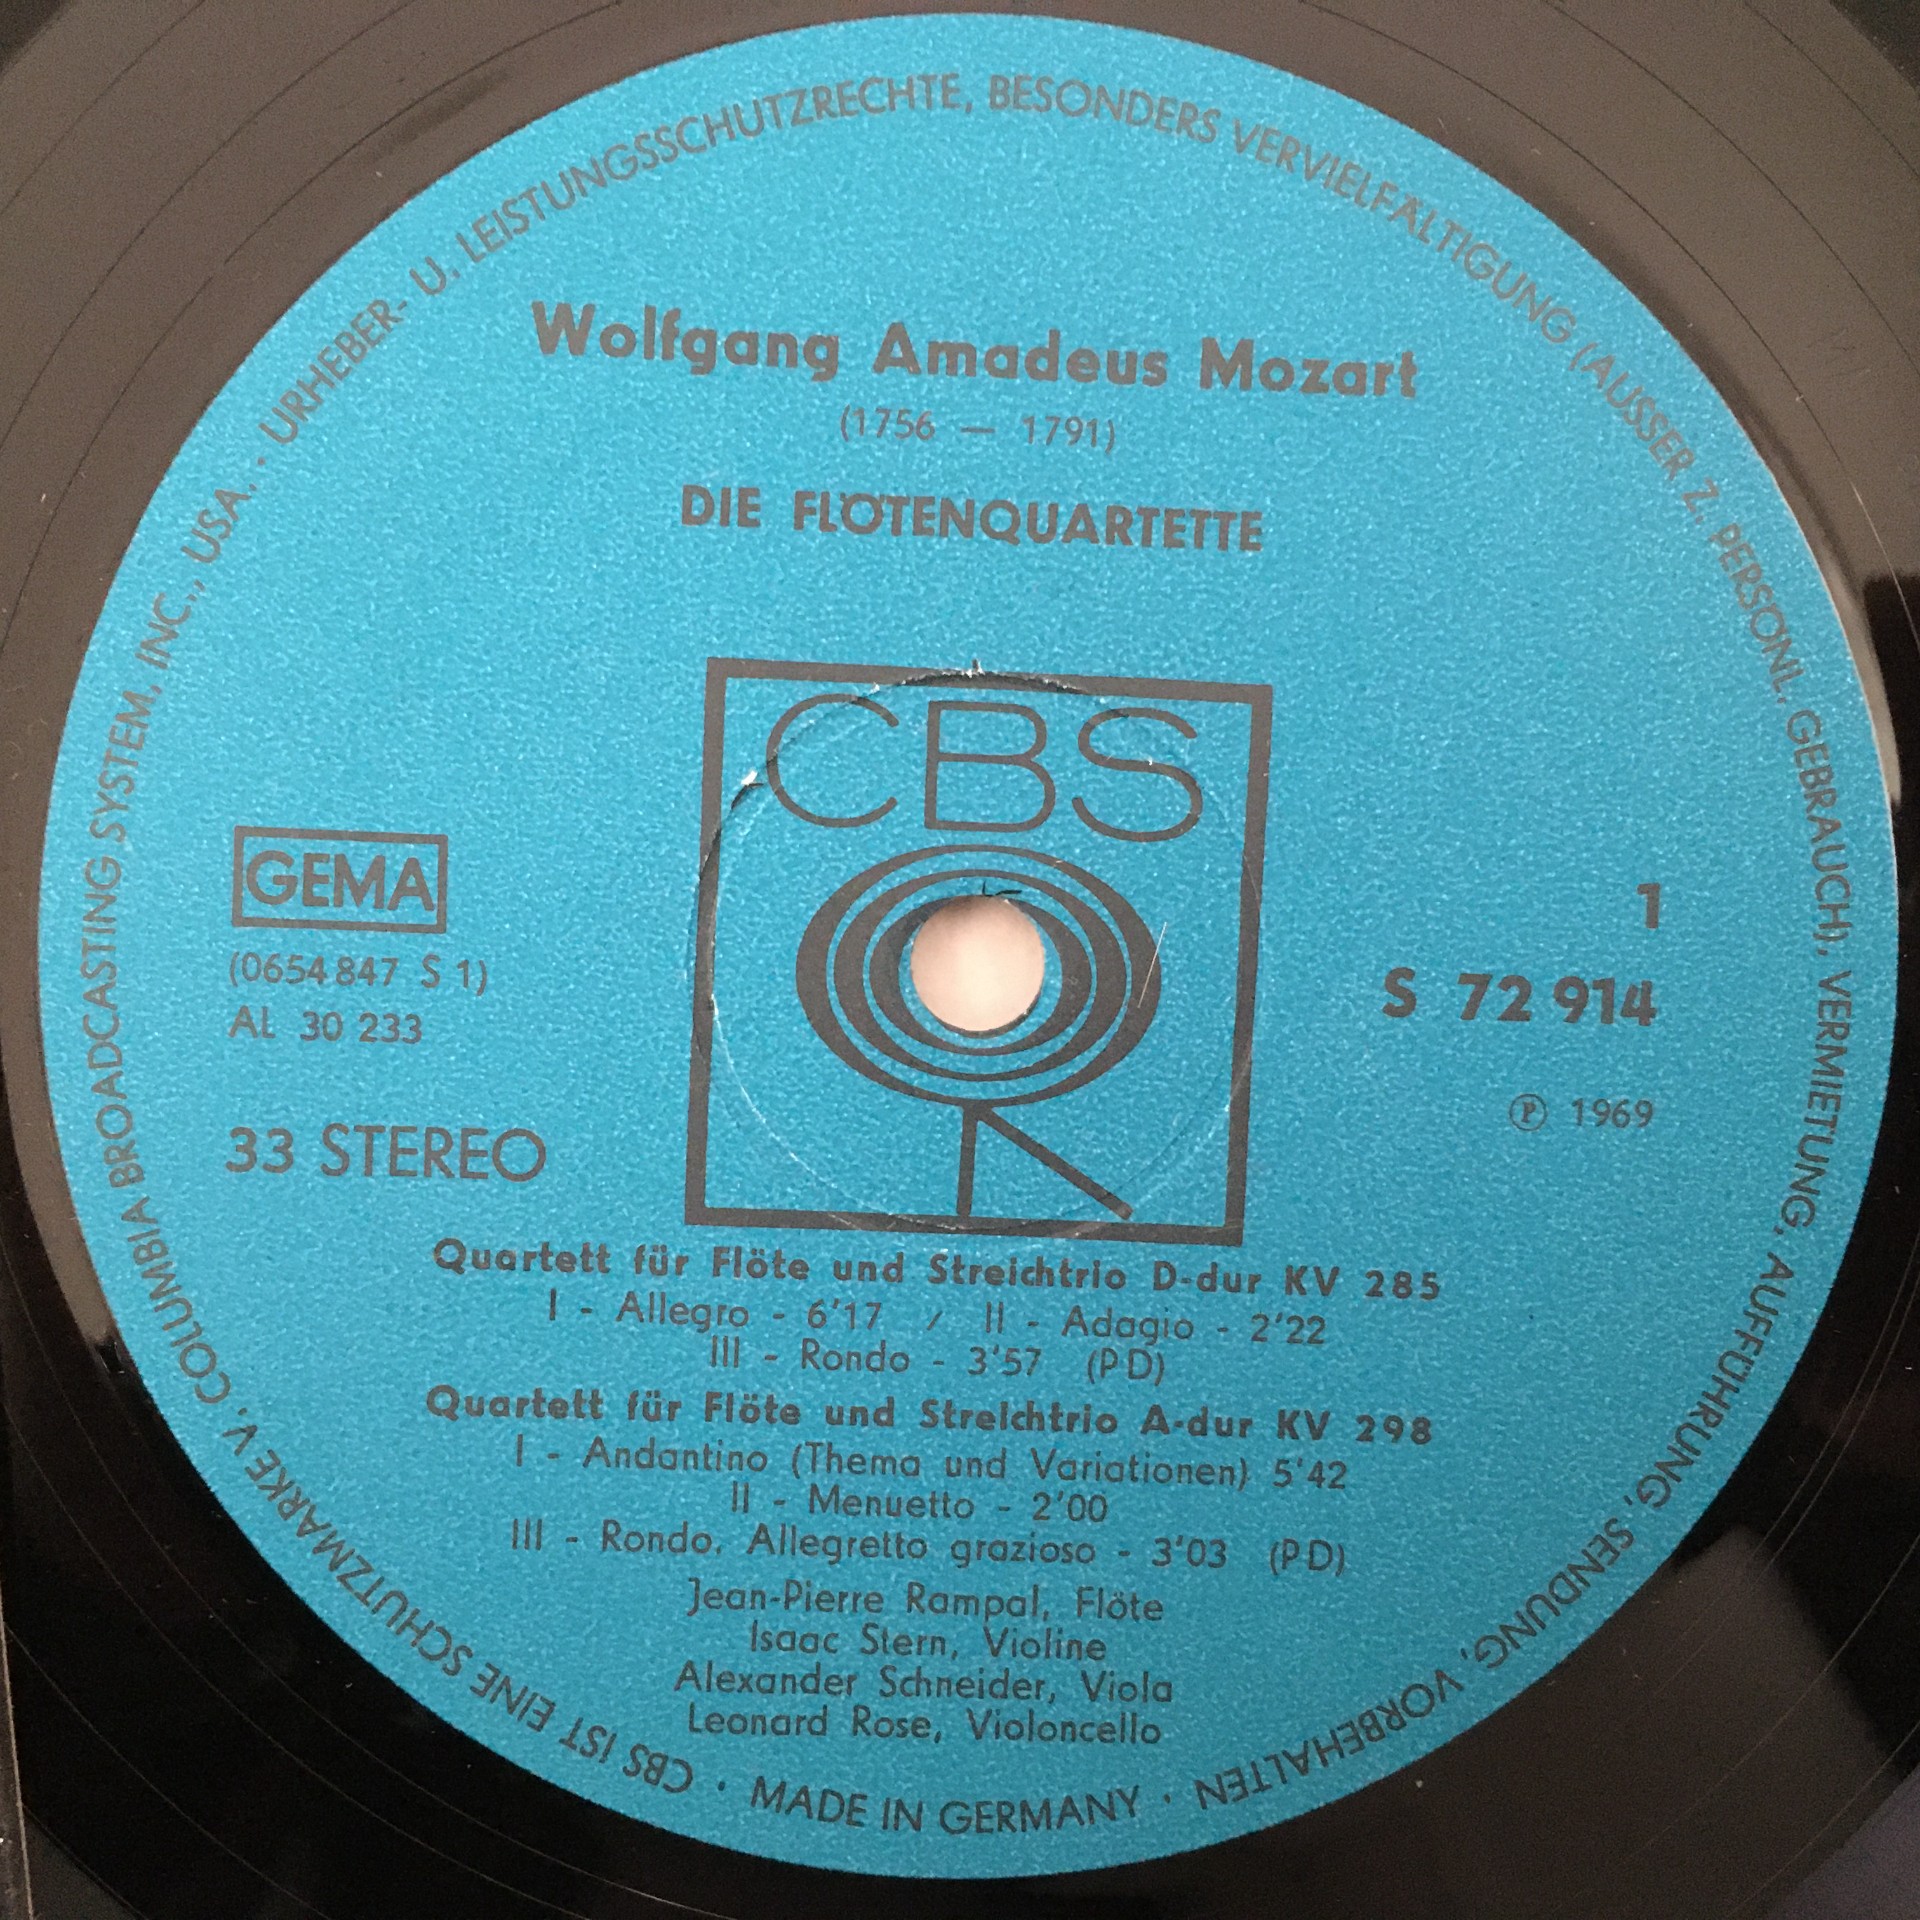 Wolfgang Amadeus Mozart
(1756 — 1791)
DIE FLÖTENQUARTETTE
CBS
GEMA
(0654 847 S 1)
AL 30 233
33 STEREO
1
S 72 914
Ⓟ 1969
Quartett für Flöte und Streichtrio D-dur KV 285
I - Allegro - 6'17 / II - Adagio - 2'22
III - Rondo - 3'57 (PD)
Quartett für Flöte und Streichtrio A-dur KV 298
I - Andantino (Thema und Variationen) 5'42
II - Menuetto - 2'00
III - Rondo. Allegretto grazioso - 3'03 (PD)
Jean-Pierre Rampal, Flöte
Isaac Stern, Violine
Alexander Schneider, Viola
Leonard Rose, Violoncello
CBS IST EINE SCHUTZMARKE V. COLUMBIA BROADCASTING SYSTEM, INC., USA. · URHEBER- U. LEISTUNGSSCHUTZRECHTE, BESONDERS VERVIELFÄLTIGUNG (AUSSER Z. PERSÖNL. GEBRAUCH), VERMIETUNG, AUFFÜHRUNG, SENDUNG, VORBEHALTEN · MADE IN GERMANY ·